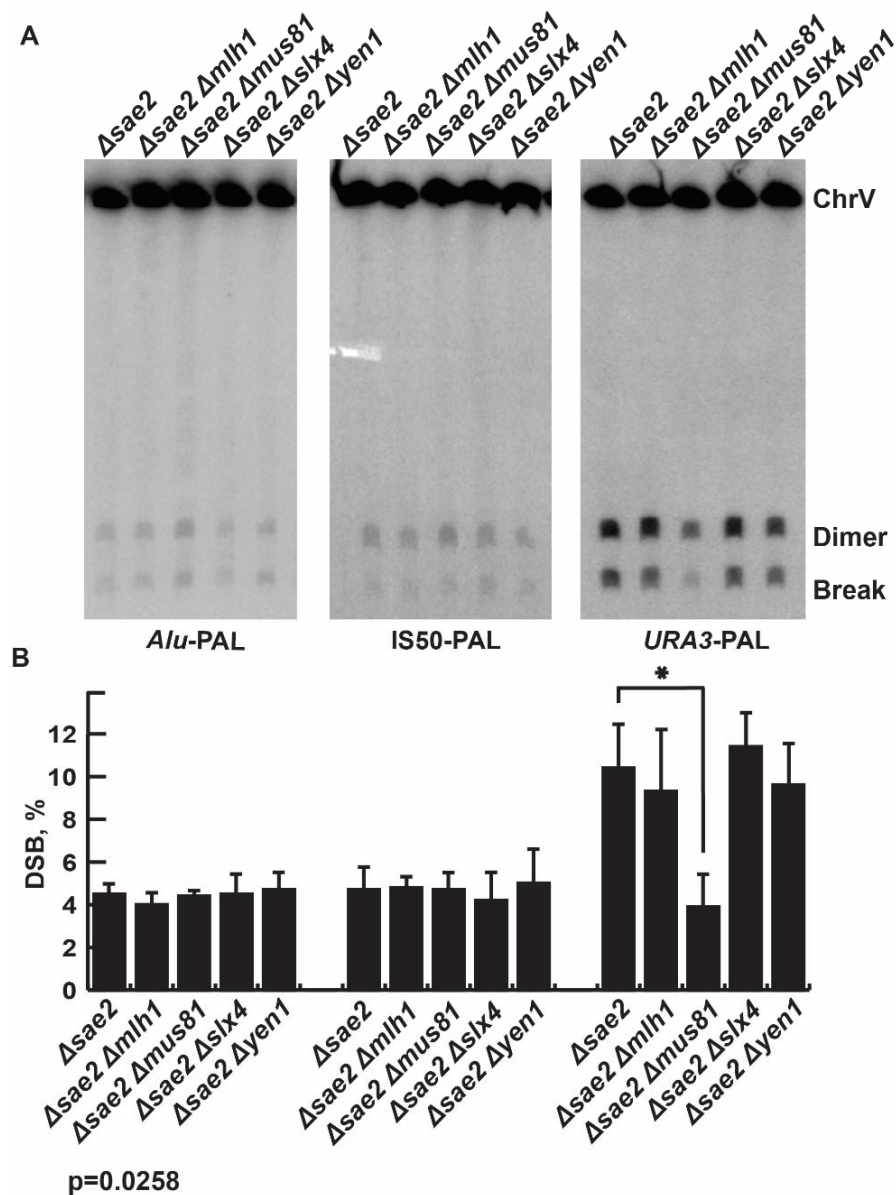 A
Δsae2 Δsae2 Δmlh1 Δsae2 Δmus81 Δsae2 Δslx4 Δsae2 Δyen1 Δsae2 Δsae2 Δmlh1 Δsae2 Δmus81 Δsae2 Δslx4 Δsae2 Δyen1 Δsae2 Δsae2 Δmlh1 Δsae2 Δmus81 Δsae2 Δslx4 Δsae2 Δyen1
ChrV
Dimer
Break
Alu-PAL IS50-PAL URA3-PAL
B
*
DSB, %
12
10
8
6
4
2
0
Δsae2 Δsae2 Δmlh1 Δsae2 Δmus81 Δsae2 Δslx4 Δsae2 Δyen1 Δsae2 Δsae2 Δmlh1 Δsae2 Δmus81 Δsae2 Δslx4 Δsae2 Δyen1 Δsae2 Δsae2 Δmlh1 Δsae2 Δmus81 Δsae2 Δslx4 Δsae2 Δyen1
p=0.0258